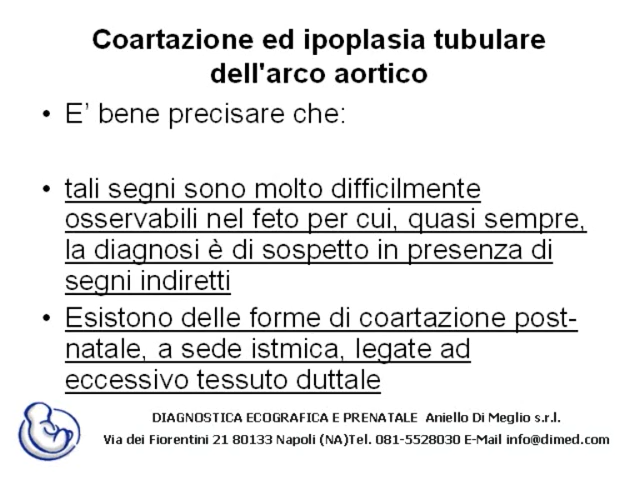 Coartazione ed ipoplasia tubulare
dell'arco aortico
• E' bene precisare che:
• tali segni sono molto difficilmente
osservabili nel feto per cui, quasi sempre,
la diagnosi è di sospetto in presenza di
segni indiretti
• Esistono delle forme di coartazione post-
natale, a sede istmica, legate ad
eccessivo tessuto duttale
DIAGNOSTICA ECOGRAFICA E PRENATALE Aniello Di Meglio s.r.l.
Via dei Fiorentini 21 80133 Napoli (NA)Tel. 081-5528030 E-Mail info@dimed.com